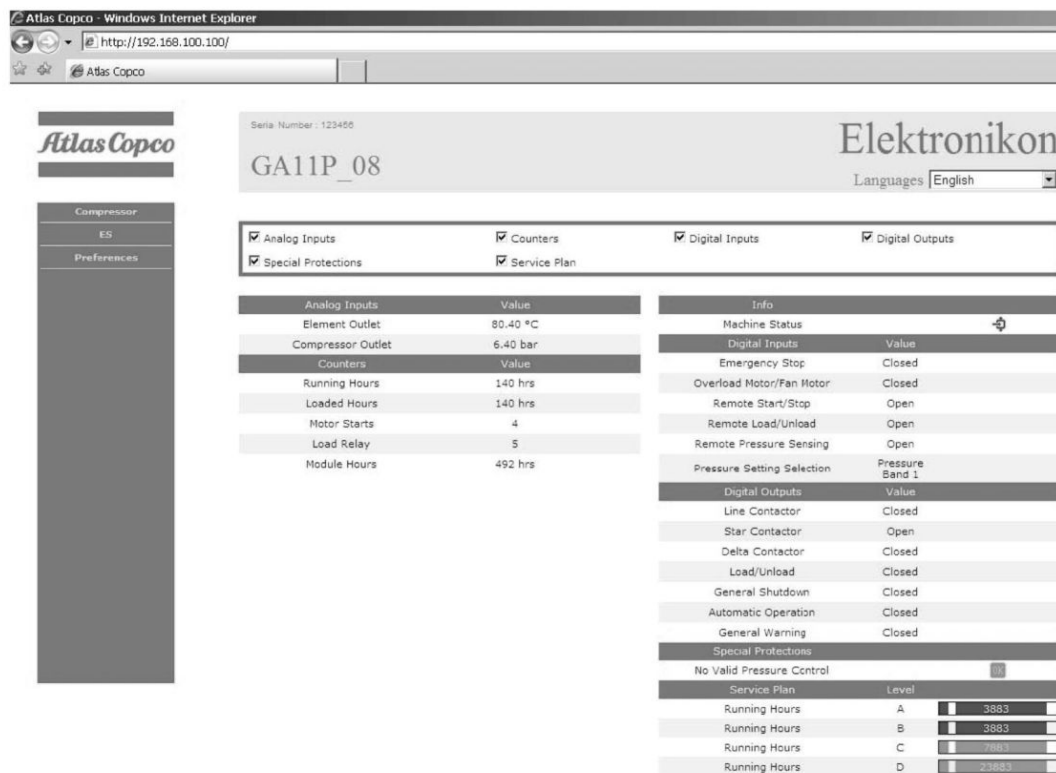 Atlas Copco - Windows Internet Explorer
http://192.168.100.100/
Atlas Copco
Atlas Copco
Serial Number : 123456
GA11P_08
Elektronikon
Languages English
Compressor
ES
Preferences
Analog Inputs Counters Digital Inputs Digital Outputs
Special Protections Service Plan
Analog Inputs Value
Element Outlet 80.40 °C
Compressor Outlet 6.40 bar
Counters Value
Running Hours 140 hrs
Loaded Hours 140 hrs
Motor Starts 4
Load Relay 5
Module Hours 492 hrs
Info
Machine Status
Digital Inputs Value
Emergency Stop Closed
Overload Motor/Fan Motor Closed
Remote Start/Stop Open
Remote Load/Unload Open
Remote Pressure Sensing Open
Pressure Setting Selection Pressure
Band 1
Digital Outputs Value
Line Contactor Closed
Star Contactor Open
Delta Contactor Closed
Load/Unload Closed
General Shutdown Closed
Automatic Operation Closed
General Warning Closed
Special Protections
No Valid Pressure Control OK
Service Plan Level
Running Hours A 3883
Running Hours B 3883
Running Hours C 7883
Running Hours D 23883